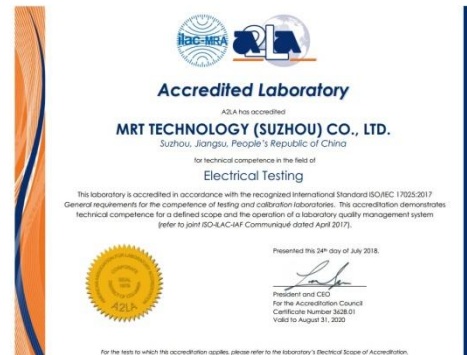 ilac-MRA
A2LA
Accredited Laboratory
A2LA has accredited
MRT TECHNOLOGY (SUZHOU) CO., LTD.
Suzhou, Jiangsu, People's Republic of China
for technical competence in the field of
Electrical Testing
This laboratory is accredited in accordance with the recognized International Standard ISO/IEC 17025:2017
General requirements for the competence of testing and calibration laboratories. This accreditation demonstrates
technical competence for a defined scope and the operation of a laboratory quality management system
(refer to joint ISO-ILAC-IAF Communiqué dated April 2017).
Presented this 24th day of July 2018.
President and CEO
For the Accreditation Council
Certificate Number 3628.01
Valid to August 31, 2020
A2LA
For the tests to which this accreditation applies, please refer to the laboratory's Electrical Scope of Accreditation.